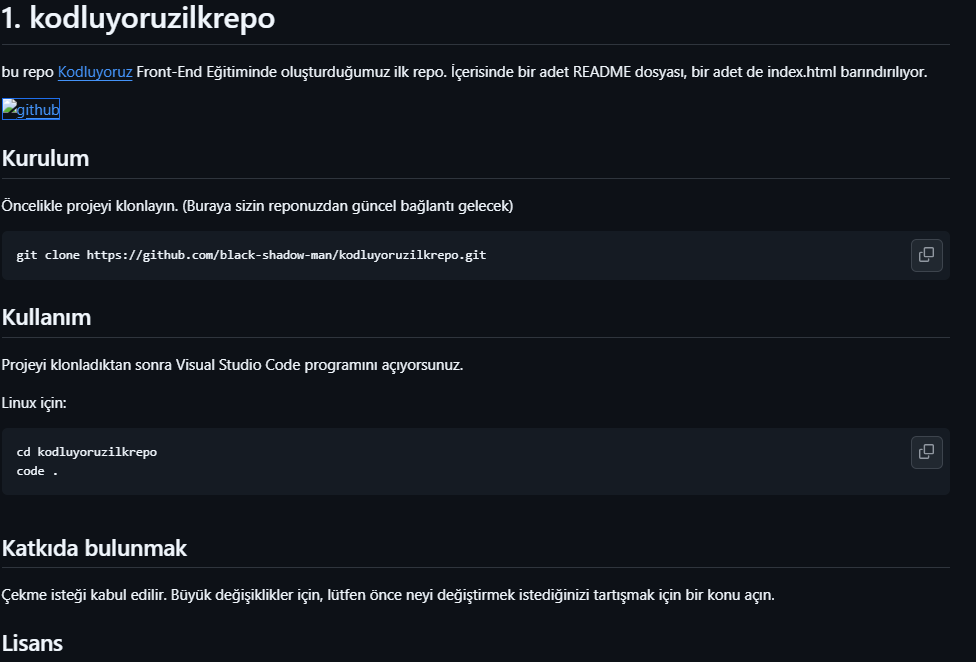 1. kodluyoruzilkrepo
bu repo Kodluyoruz Front-End Eğitiminde oluşturduğumuz ilk repo. İçerisinde bir adet README dosyası, bir adet de index.html barındırılıyor.
github
Kurulum
Öncelikle projeyi klonlayın. (Buraya sizin reponuzdan güncel bağlantı gelecek)
git clone https://github.com/black-shadow-man/kodluyoruzilkrepo.git
Kullanım
Projeyi klonladıktan sonra Visual Studio Code programını açıyorsunuz.
Linux için:
cd kodluyoruzilkrepo
code .
Katkıda bulunmak
Çekme isteği kabul edilir. Büyük değişiklikler için, lütfen önce neyi değiştirmek istediğinizi tartışmak için bir konu açın.
Lisans